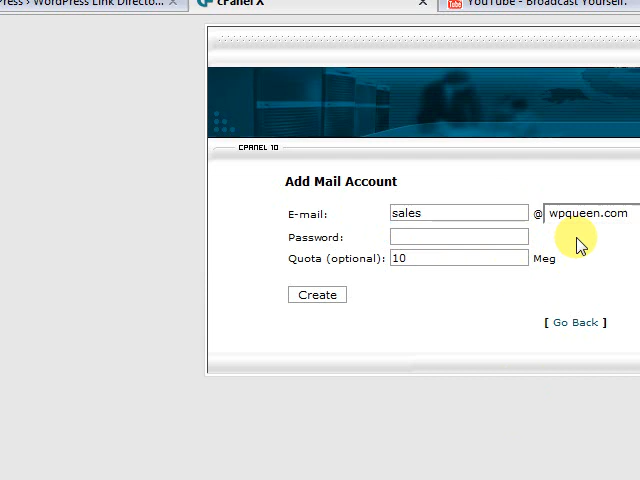 Press › WordPress Link Directo...
cPanel X
YouTube - Broadcast Yourself.
CPANEL 10
Add Mail Account
E-mail: sales @ wpqueen.com
Password:
Quota (optional): 10 Meg
Create
[ Go Back ]